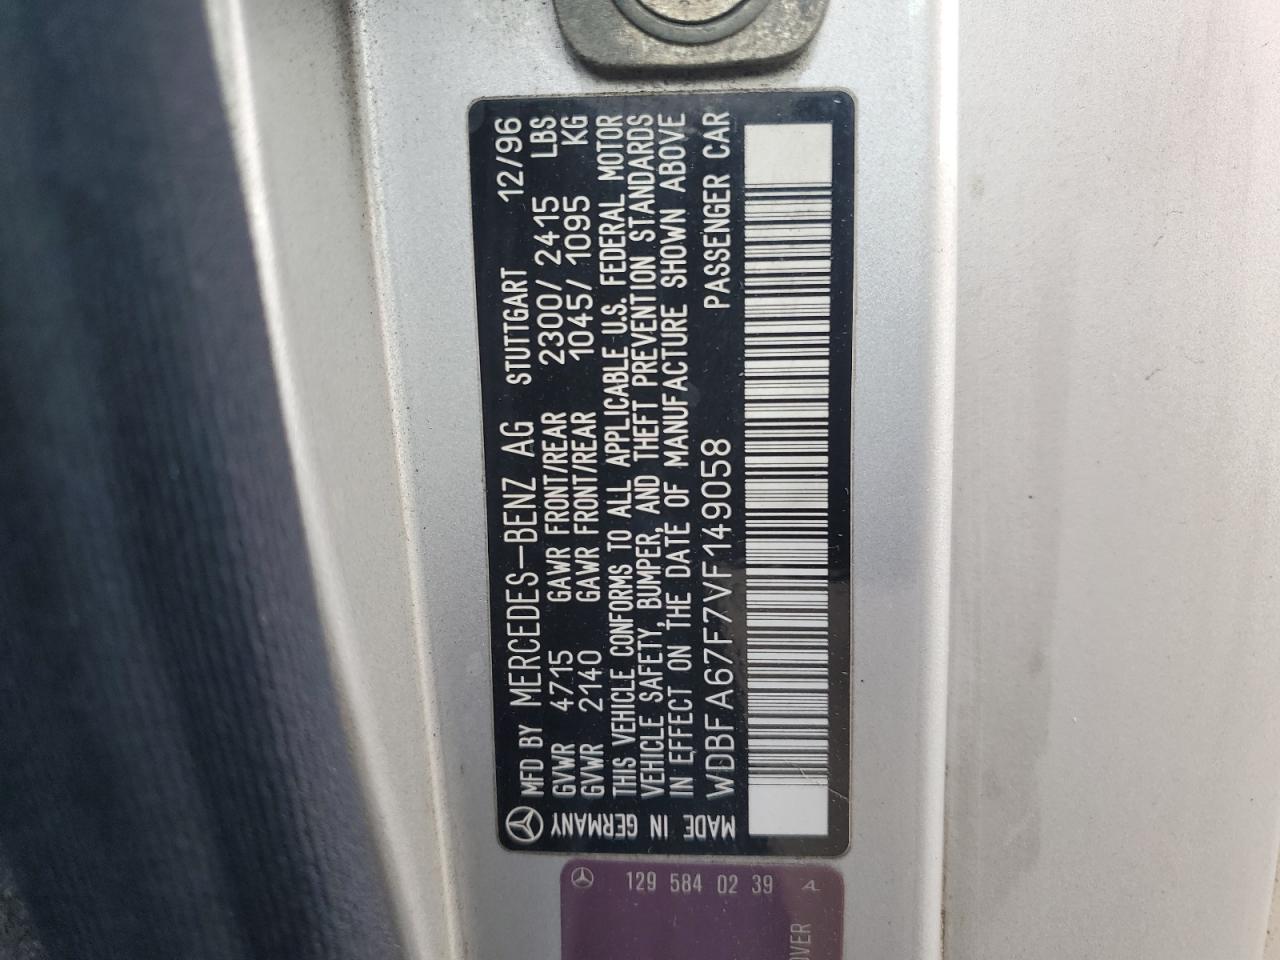 MFD BY MERCEDES-BENZ AG STUTTGART 12/96
GVWR 4715 GAWR FRONT/REAR 2300/ 2415 LBS
GVWR 2140 GAWR FRONT/REAR 1045/ 1095 KG
THIS VEHICLE CONFORMS TO ALL APPLICABLE U.S. FEDERAL MOTOR
VEHICLE SAFETY, BUMPER, AND THEFT PREVENTION STANDARDS
IN EFFECT ON THE DATE OF MANUFACTURE SHOWN ABOVE
WDBFA67F7VF149058 PASSENGER CAR
MADE IN
GERMANY
129 584 02 39